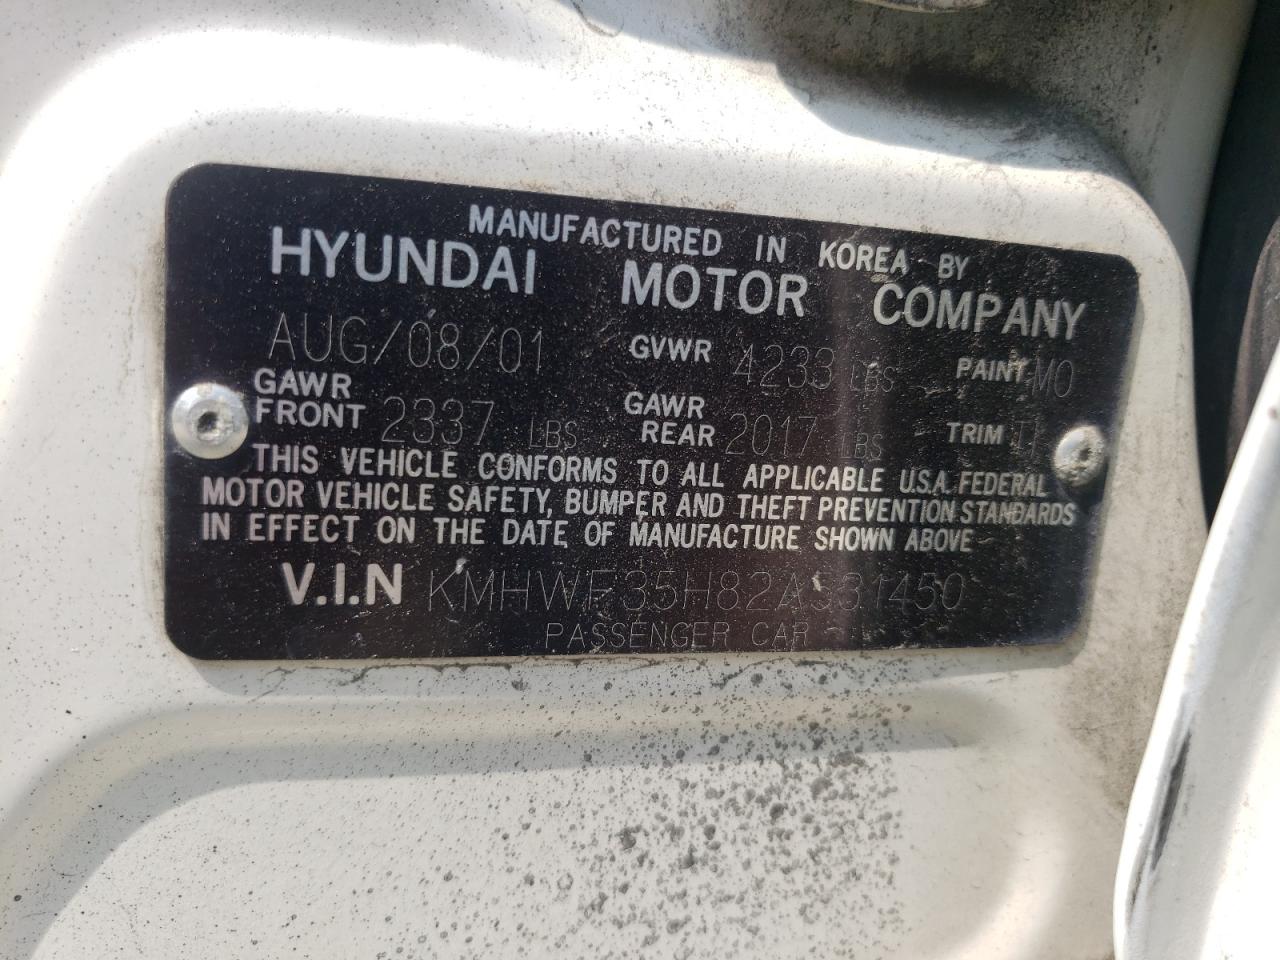 MANUFACTURED IN KOREA BY
HYUNDAI MOTOR COMPANY
AUG/08/01 GVWR 4233 LBS PAINT MO
GAWR FRONT 2337 LBS GAWR REAR 2017 LBS TRIM
THIS VEHICLE CONFORMS TO ALL APPLICABLE U.S.A. FEDERAL
MOTOR VEHICLE SAFETY, BUMPER AND THEFT PREVENTION STANDARDS
IN EFFECT ON THE DATE OF MANUFACTURE SHOWN ABOVE
V.I.N KMHWF35H82A531450
PASSENGER CAR